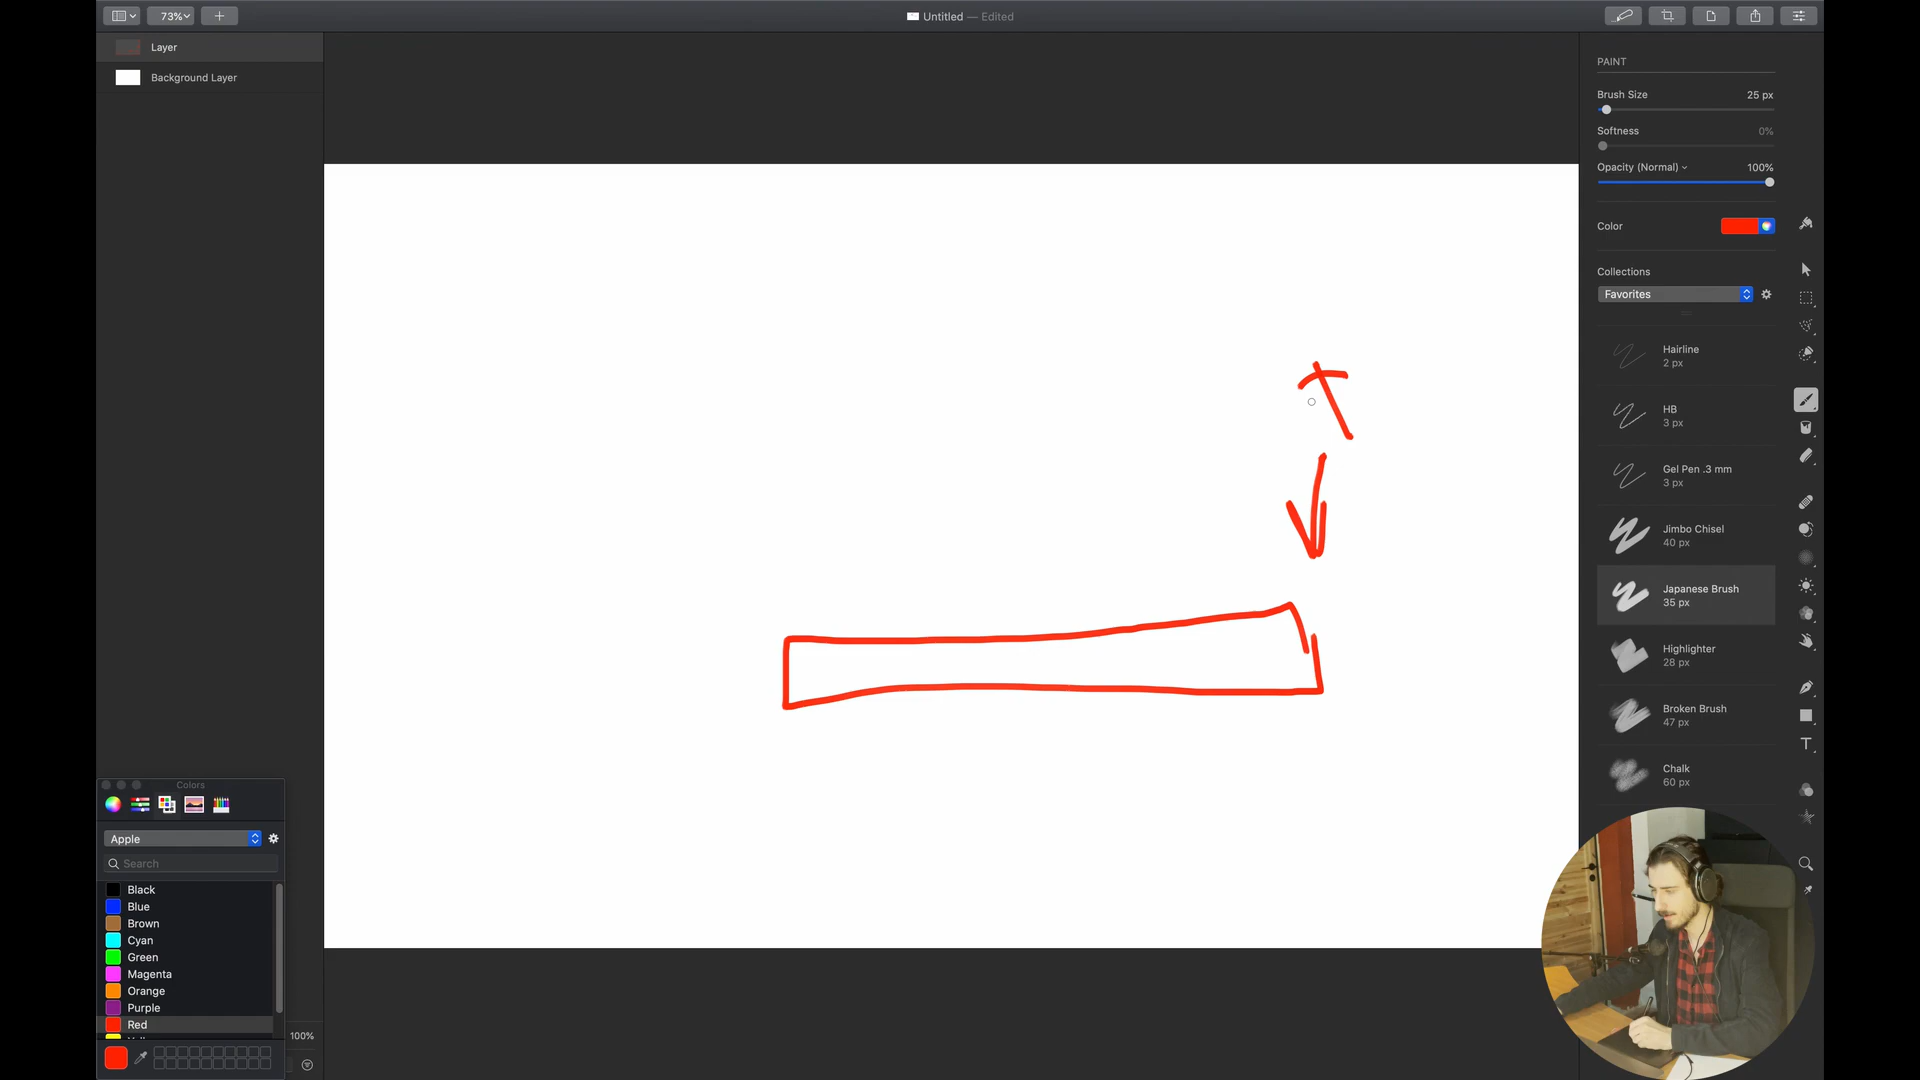 73%
Untitled — Edited
Layer
Background Layer
PAINT
Brush Size 25 px
Softness 0%
Opacity (Normal) 100%
Color
Collections
Favorites
Hairline
2 px
HB
3 px
Gel Pen .3 mm
3 px
Jimbo Chisel
40 px
Japanese Brush
35 px
Highlighter
28 px
Broken Brush
47 px
Chalk
60 px
T
Colors
Apple
Search
Black
Blue
Brown
Cyan
Green
Magenta
Orange
Purple
Red
100%